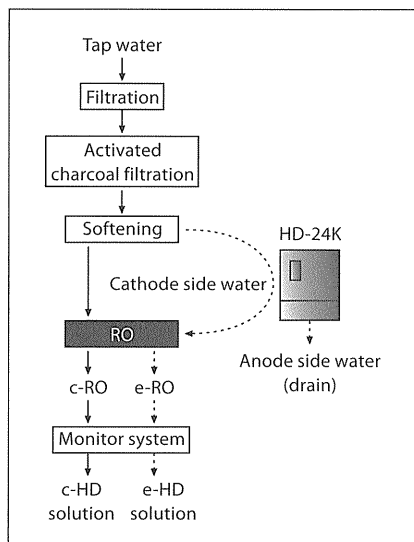 Tap water
Filtration
Activated
charcoal filtration
Softening
HD-24K
Cathode side water
RO
Anode side water
(drain)
c-RO
e-RO
Monitor system
c-HD
solution
e-HD
solution